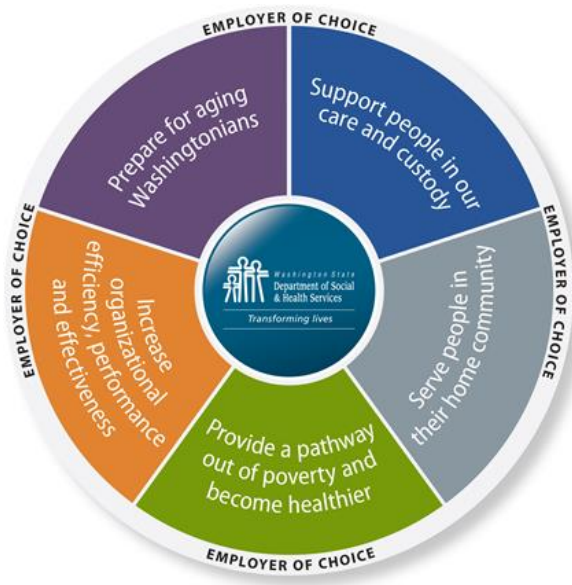 EMPLOYER OF CHOICE
Prepare for aging
Washingtonians
Support people in our
care and custody
EMPLOYER OF CHOICE
EMPLOYER OF CHOICE
Washington State
Department of Social
& Health Services
Transforming lives
Increase
organizational
efficiency, performance
and effectiveness
Serve people in
their home community
Provide a pathway
out of poverty and
become healthier
EMPLOYER OF CHOICE